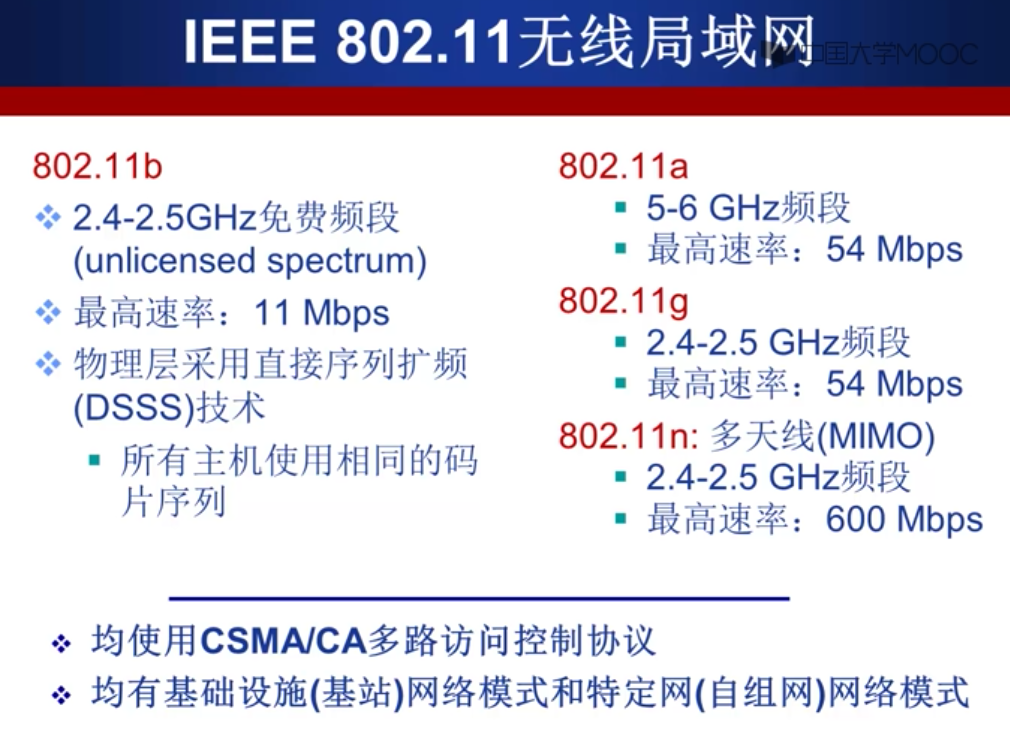 IEEE 802.11无线局域网
中国大学MOOC
802.11b
2.4-2.5GHz免费频段
(unlicensed spectrum)
最高速率：11 Mbps
物理层采用直接序列扩频
(DSSS)技术
所有主机使用相同的码
片序列
802.11a
5-6 GHz频段
最高速率：54 Mbps
802.11g
2.4-2.5 GHz频段
最高速率：54 Mbps
802.11n: 多天线(MIMO)
2.4-2.5 GHz频段
最高速率：600 Mbps
均使用CSMA/CA多路访问控制协议
均有基础设施(基站)网络模式和特定网(自组网)网络模式